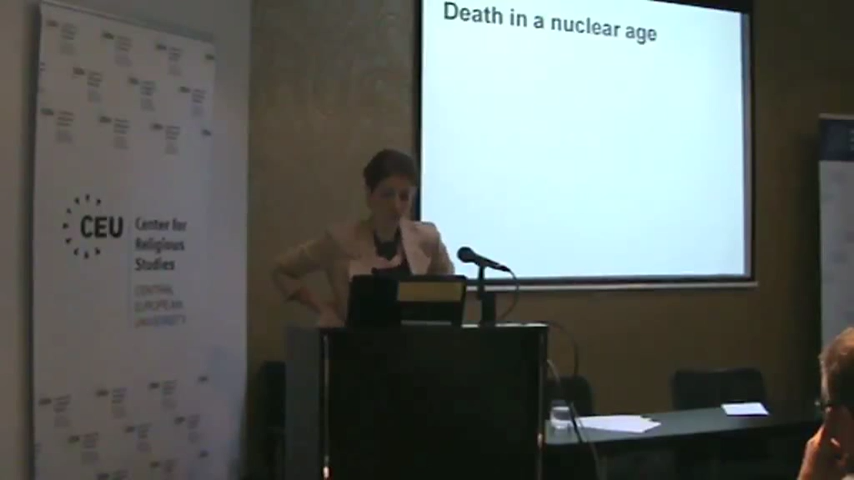 Death in a nuclear age
CEU
Center for
Religious
Studies
CENTRAL
EUROPEAN
UNIVERSITY